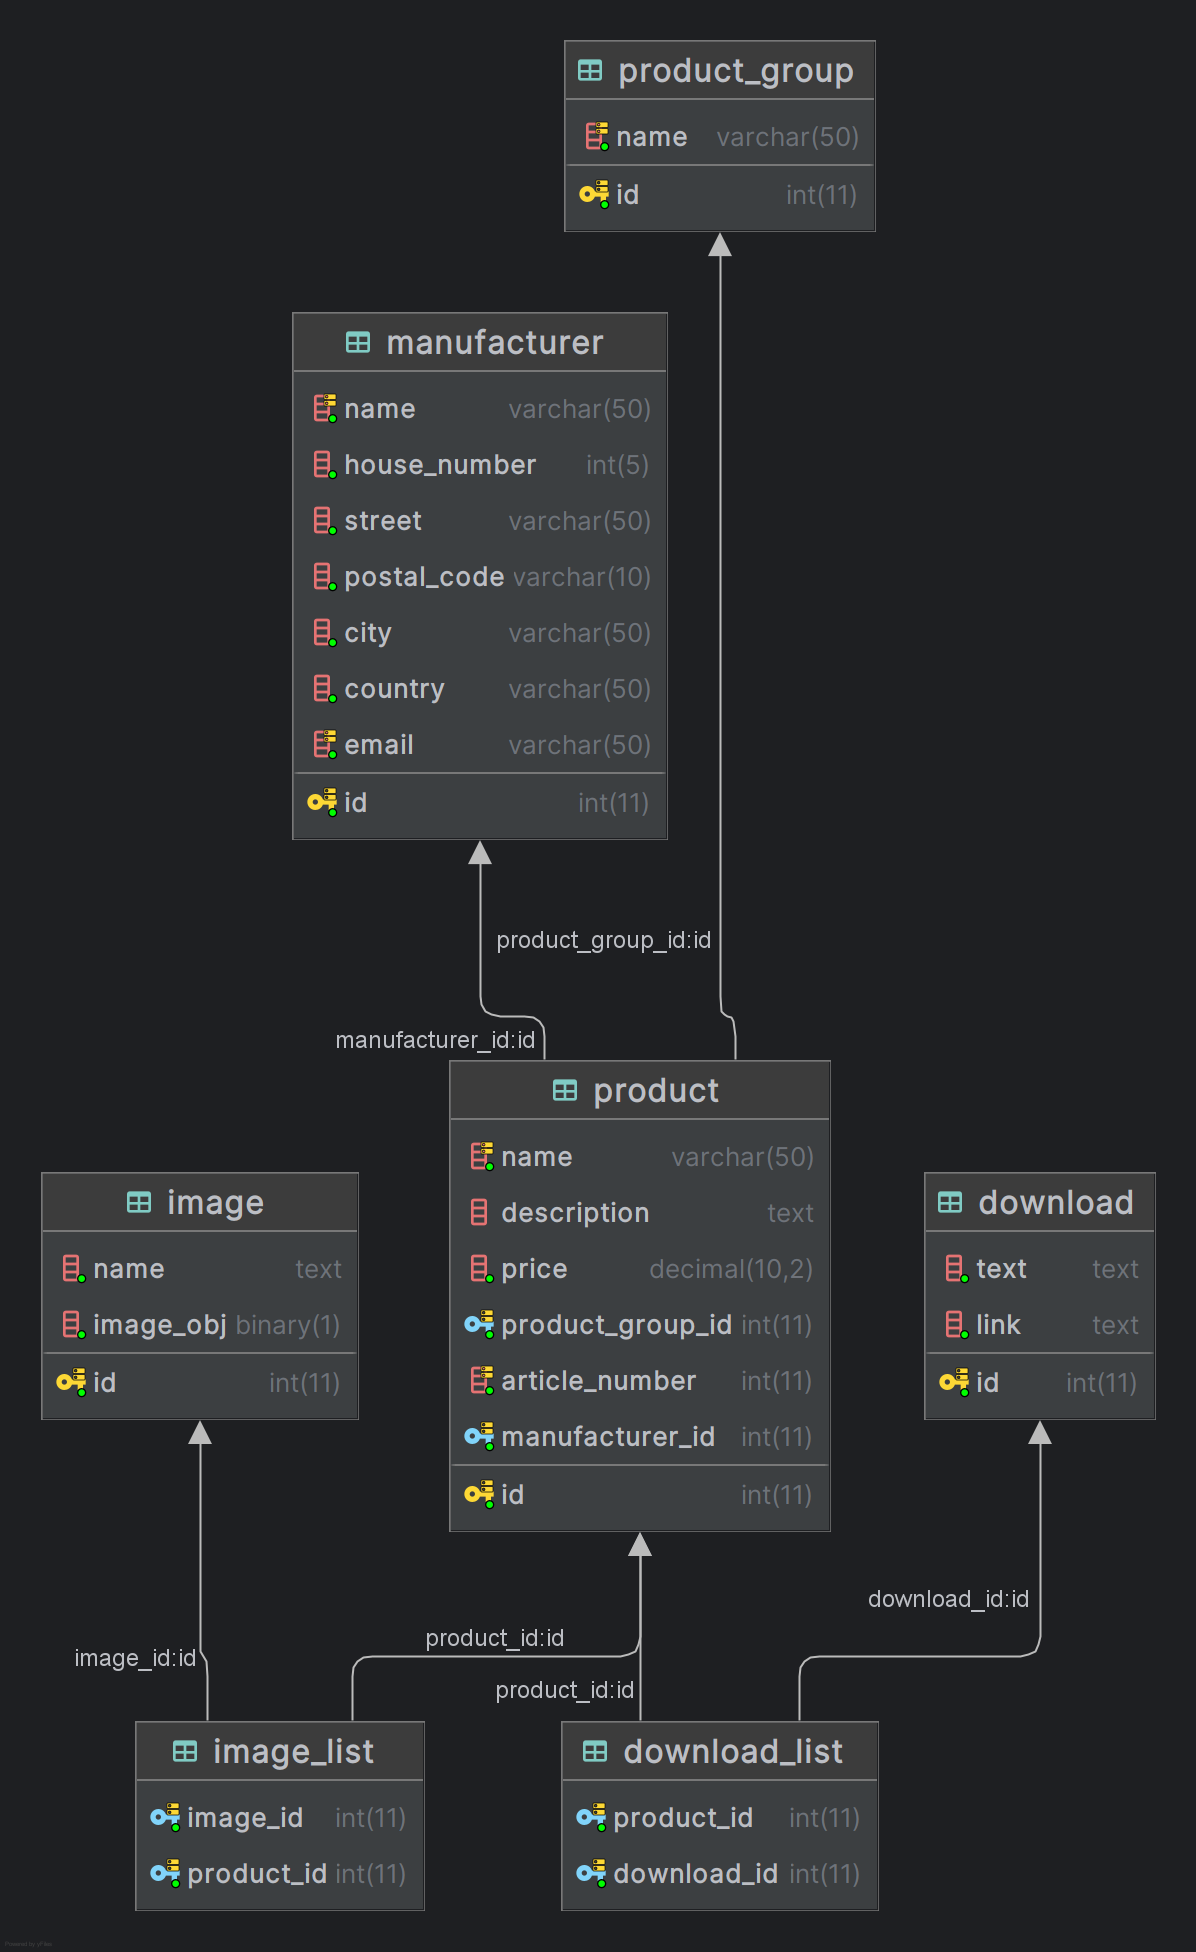 product_group
name varchar(50)
id int(11)
manufacturer
name varchar(50)
house_number int(5)
street varchar(50)
postal_code varchar(10)
city varchar(50)
country varchar(50)
email varchar(50)
id int(11)
product_group_id:id
manufacturer_id:id
product
name varchar(50)
description text
price decimal(10,2)
product_group_id int(11)
article_number int(11)
manufacturer_id int(11)
id int(11)
image
name text
image_obj binary(1)
id int(11)
download
text text
link text
id int(11)
download_id:id
product_id:id
image_id:id
product_id:id
image_list
image_id int(11)
product_id int(11)
download_list
product_id int(11)
download_id int(11)
Powered by yFiles